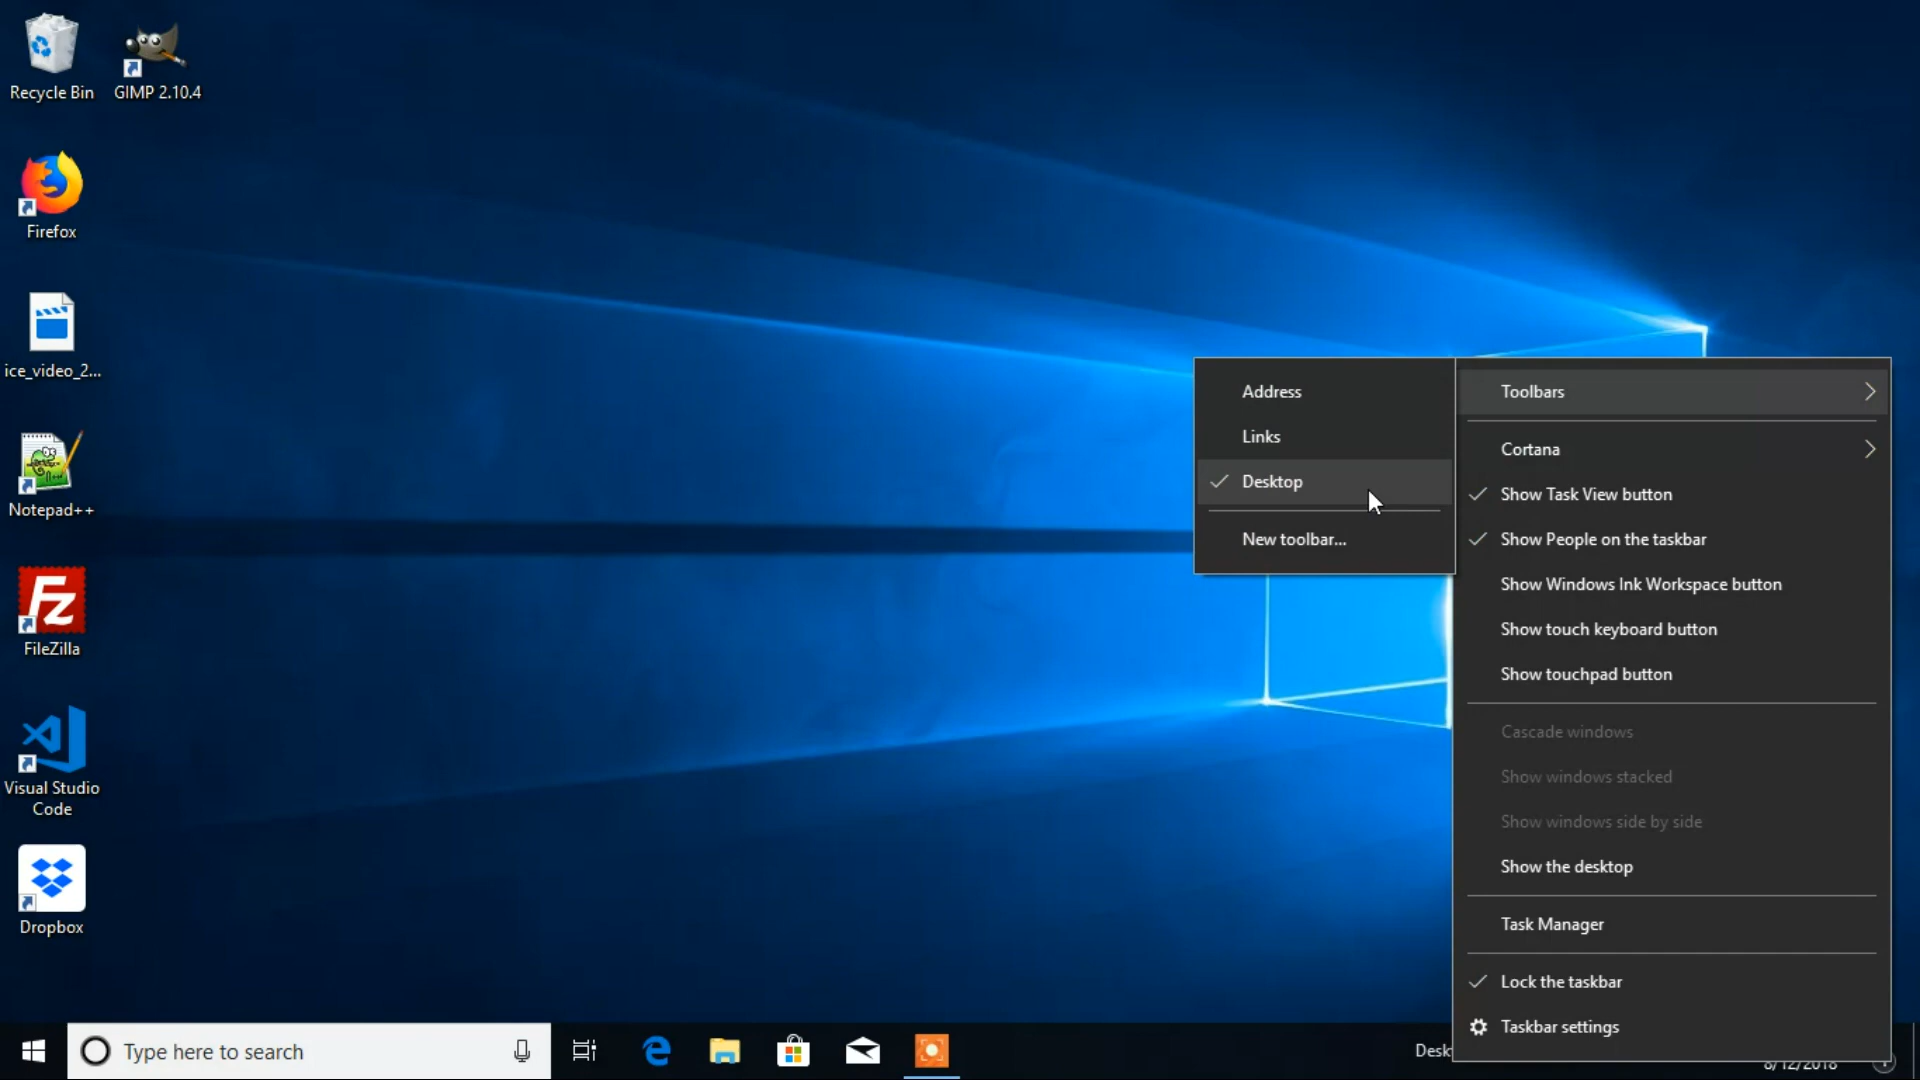 Recycle Bin
GIMP 2.10.4
Firefox
ice_video_2...
Notepad++
FileZilla
Visual Studio
Code
Dropbox
Address
Links
Desktop
New toolbar...
Toolbars
Cortana
Show Task View button
Show People on the taskbar
Show Windows Ink Workspace button
Show touch keyboard button
Show touchpad button
Cascade windows
Show windows stacked
Show windows side by side
Show the desktop
Task Manager
Lock the taskbar
Taskbar settings
Type here to search
Desk
8/12/2018